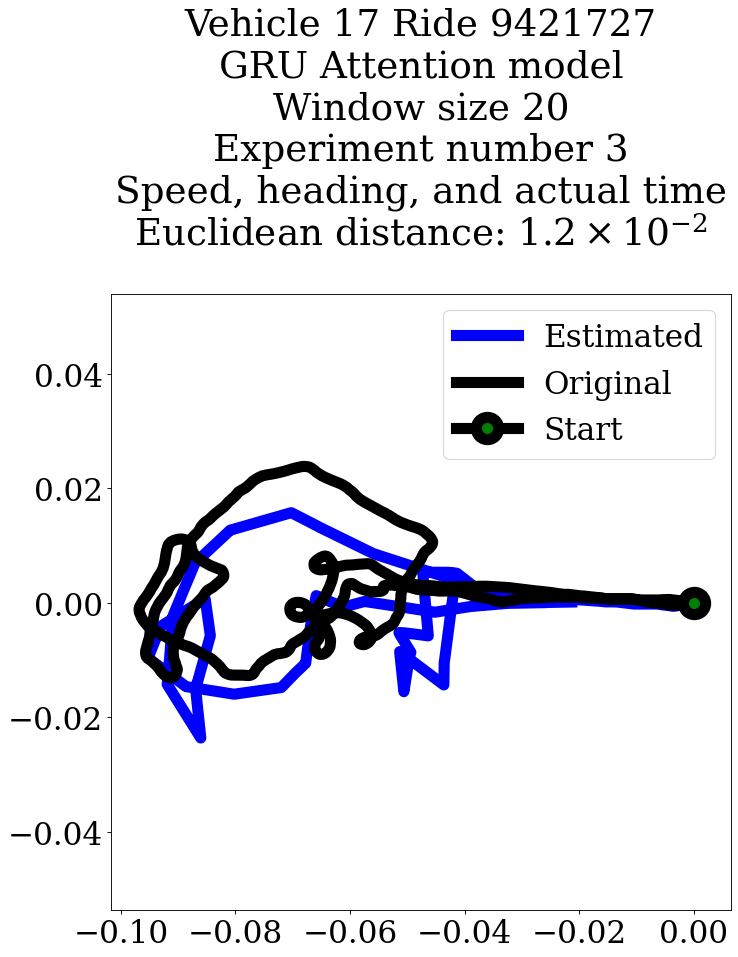 Vehicle 17 Ride 9421727
GRU Attention model
Window size 20
Experiment number 3
Speed, heading, and actual time
Euclidean distance: 1.2 × 10⁻²
Estimated
Original
Start
0.04
0.02
0.00
−0.02
−0.04
−0.10 −0.08 −0.06 −0.04 −0.02 0.00